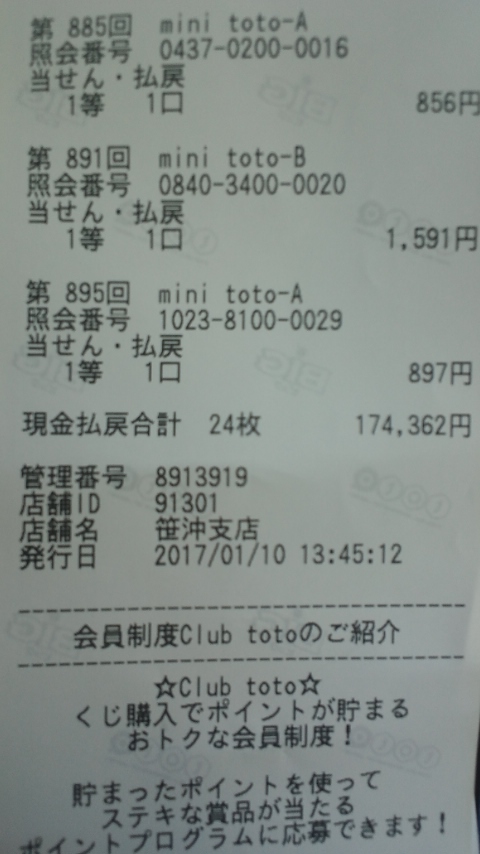 第 885回 mini toto-A
照会番号 0437-0200-0016
当せん・払戻
1等 1口 856円
第 891回 mini toto-B
照会番号 0840-3400-0020
当せん・払戻
1等 1口 1,591円
第 895回 mini toto-A
照会番号 1023-8100-0029
当せん・払戻
1等 1口 897円
現金払戻合計 24枚 174,362円
管理番号 8913919
店舗ID 91301
店舗名 笹沖支店
発行日 2017/01/10 13:45:12
会員制度Club totoのご紹介
☆Club toto☆
くじ購入でポイントが貯まる
おトクな会員制度！
貯まったポイントを使って
ステキな賞品が当たる
ポイントプログラムに応募できます！